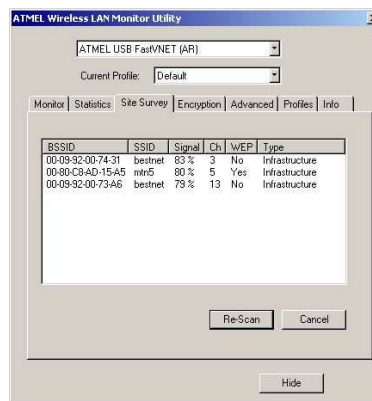 ATMEL Wireless LAN Monitor Utility
ATMEL USB FastVNET (AR)
Current Profile: Default
Monitor Statistics Site Survey Encryption Advanced Profiles Info
BSSID SSID Signal Ch WEP Type
00-09-92-00-74-31 bestnet 83 % 3 No Infrastructure
00-80-C8-AD-15-A5 mtn5 80 % 5 Yes Infrastructure
00-09-92-00-73-A6 bestnet 79 % 13 No Infrastructure
Re-Scan Cancel
Hide